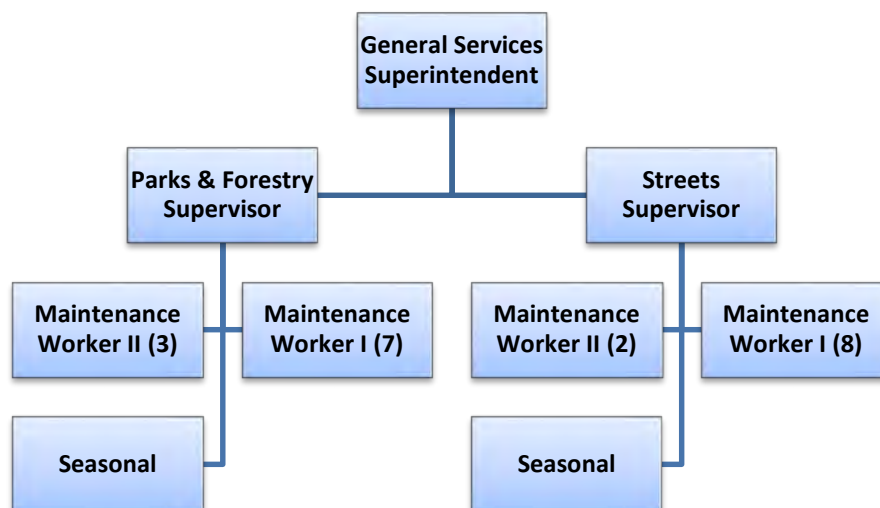 General Services
Superintendent
Parks & Forestry
Supervisor
Streets
Supervisor
Maintenance
Worker II (3)
Maintenance
Worker I (7)
Maintenance
Worker II (2)
Maintenance
Worker I (8)
Seasonal
Seasonal